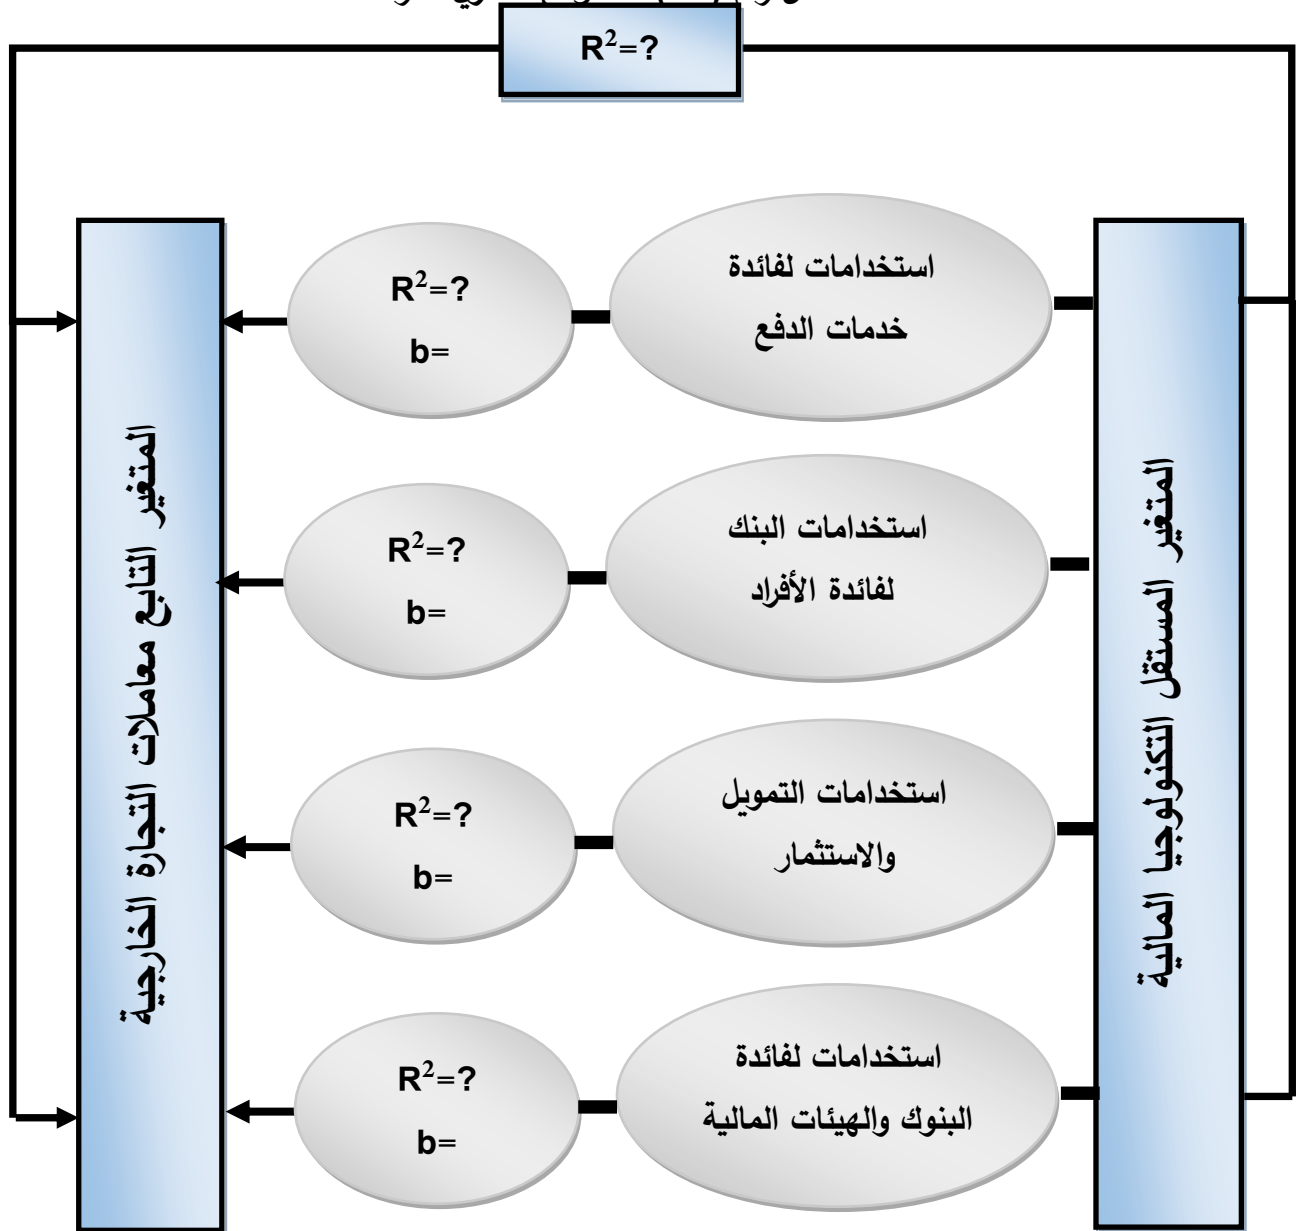 R²=?
المتغير المستقل التكنولوجيا المالية
استخدامات لفائدة
خدمات الدفع
R²=?
b=
استخدامات البنك
لفائدة الأفراد
R²=?
b=
استخدامات التمويل
والاستثمار
R²=?
b=
استخدامات لفائدة
البنوك والهيئات المالية
R²=?
b=
المتغير التابع معاملات التجارة الخارجية